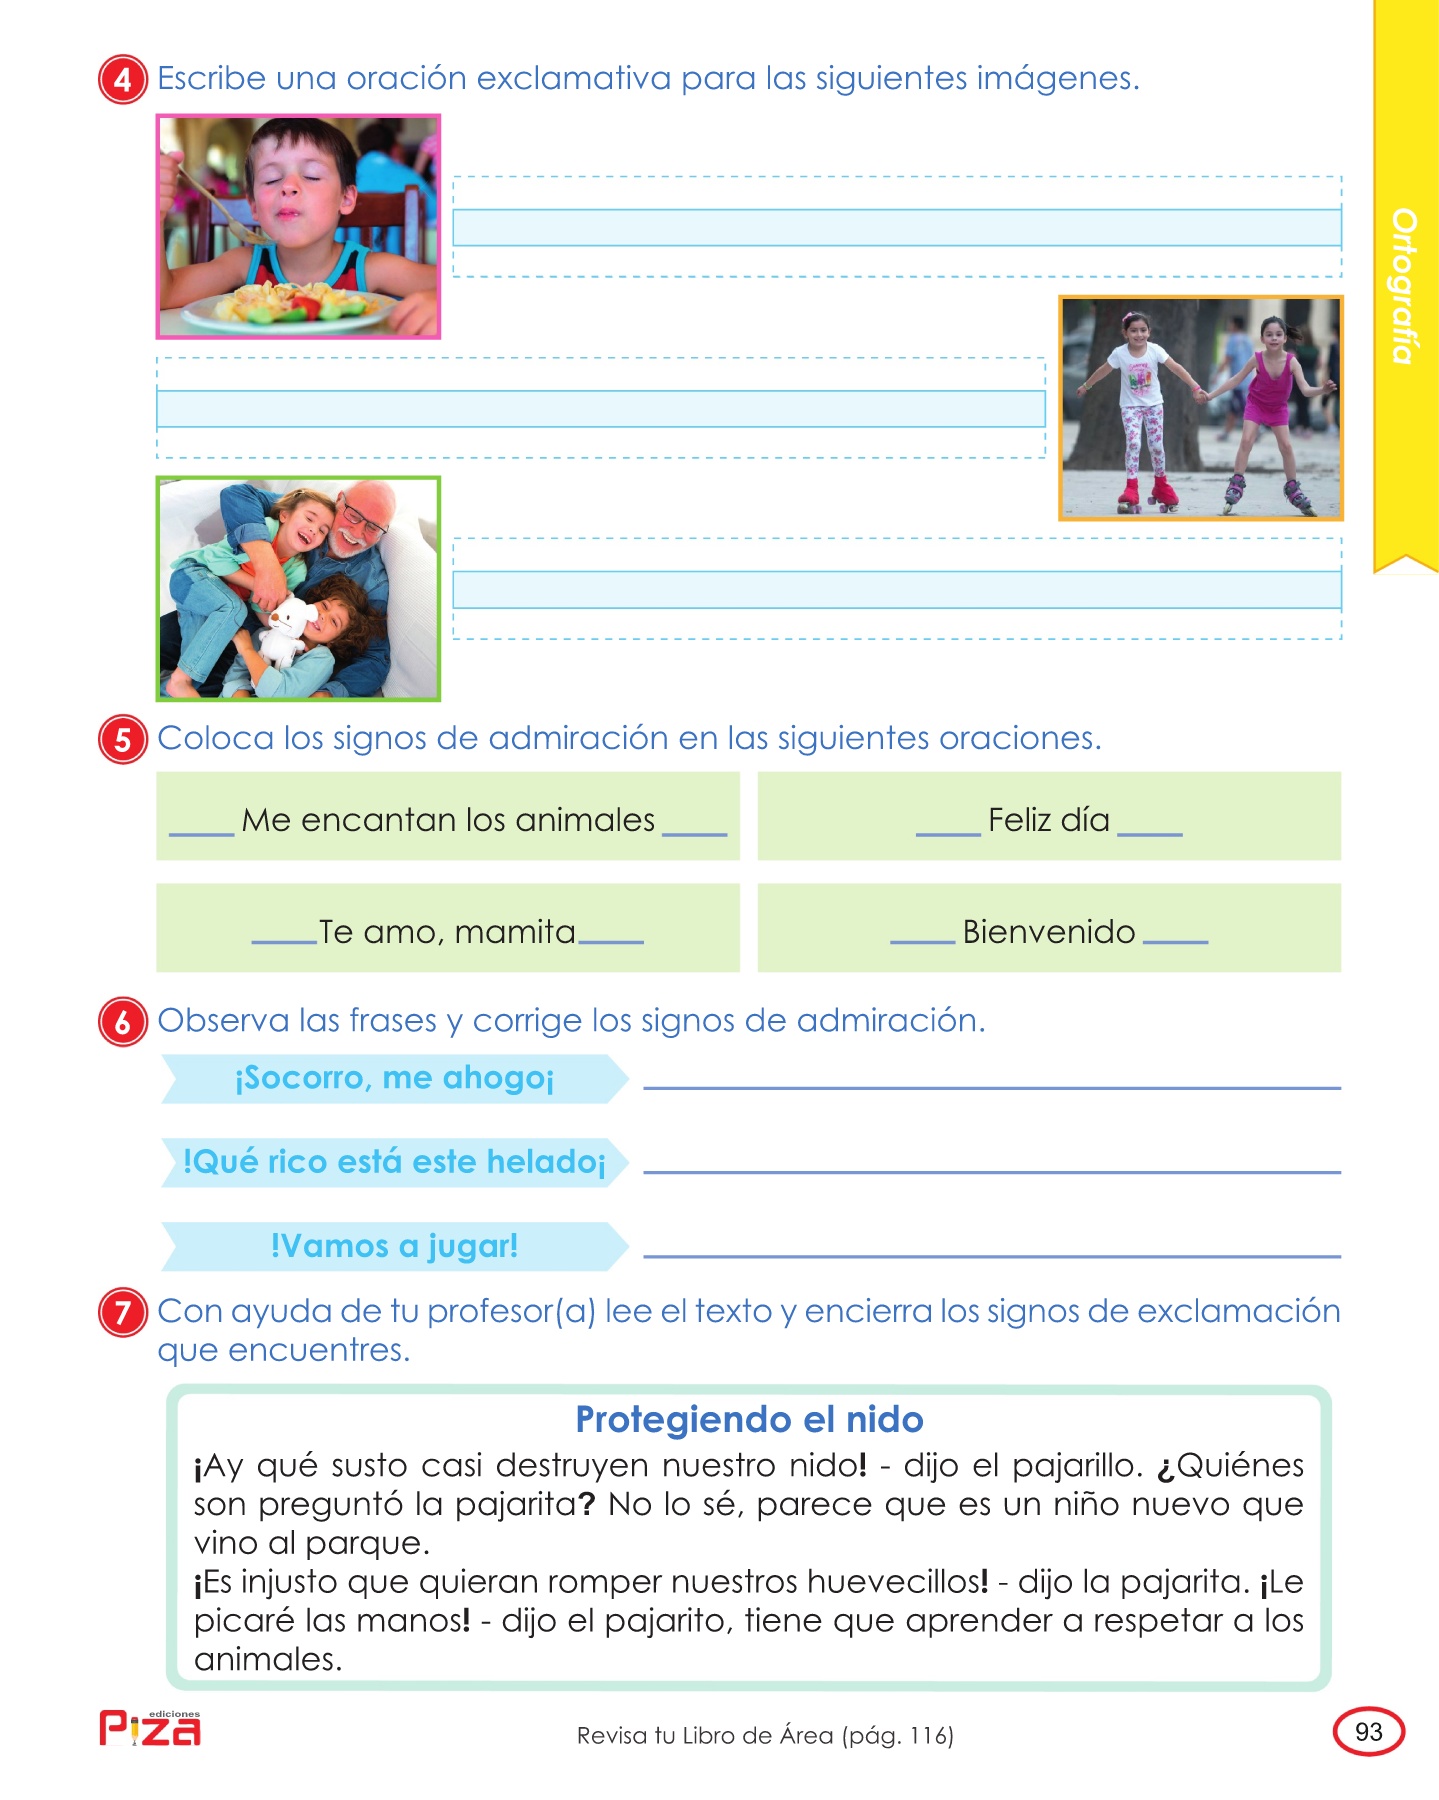 4 Escribe una oración exclamativa para las siguientes imágenes.
Ortografía
5 Coloca los signos de admiración en las siguientes oraciones.
____ Me encantan los animales ____
____ Feliz día ____
____ Te amo, mamita ____
____ Bienvenido ____
6 Observa las frases y corrige los signos de admiración.
¡Socorro, me ahogo¡
!Qué rico está este helado¡
!Vamos a jugar!
7 Con ayuda de tu profesor(a) lee el texto y encierra los signos de exclamación
que encuentres.
Protegiendo el nido
¡Ay qué susto casi destruyen nuestro nido! - dijo el pajarillo. ¿Quiénes
son preguntó la pajarita? No lo sé, parece que es un niño nuevo que
vino al parque.
¡Es injusto que quieran romper nuestros huevecillos! - dijo la pajarita. ¡Le
picaré las manos! - dijo el pajarito, tiene que aprender a respetar a los
animales.
ediciones
Piza
Revisa tu Libro de Área (pág. 116)
93